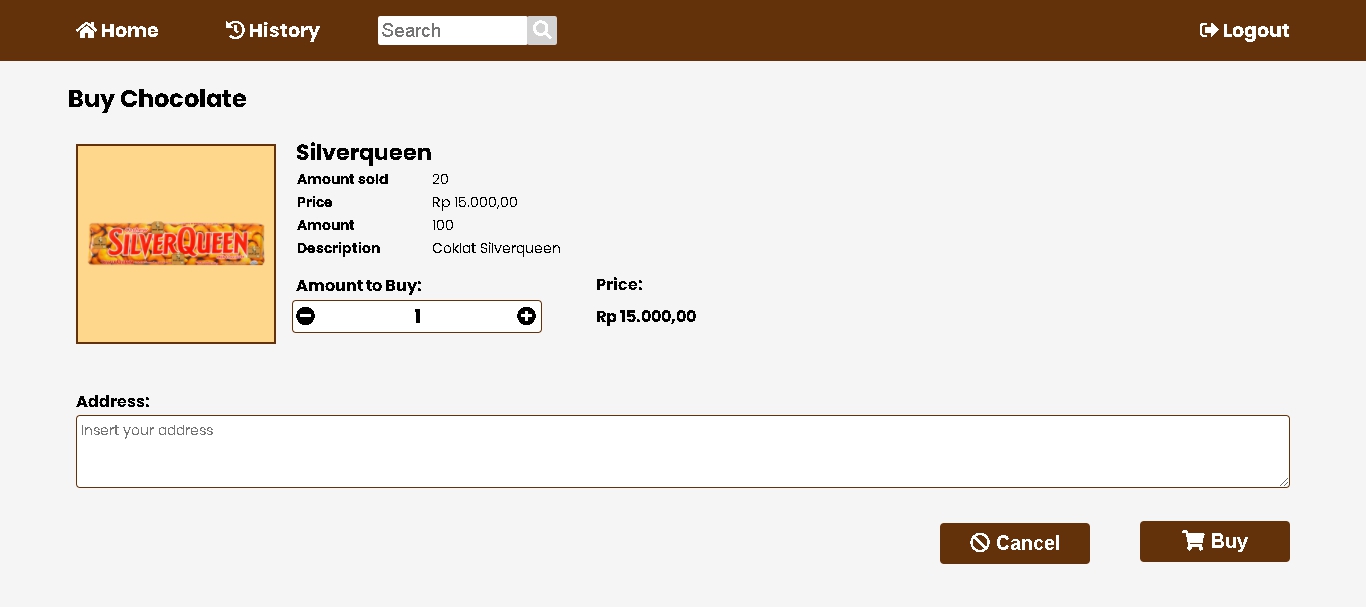 Home History Search Logout
Buy Chocolate
SILVERQUEEN
Silverqueen
Amount sold 20
Price Rp 15.000,00
Amount 100
Description Coklat Silverqueen
Amount to Buy: Price:
1 Rp 15.000,00
Address:
Insert your address
Cancel Buy